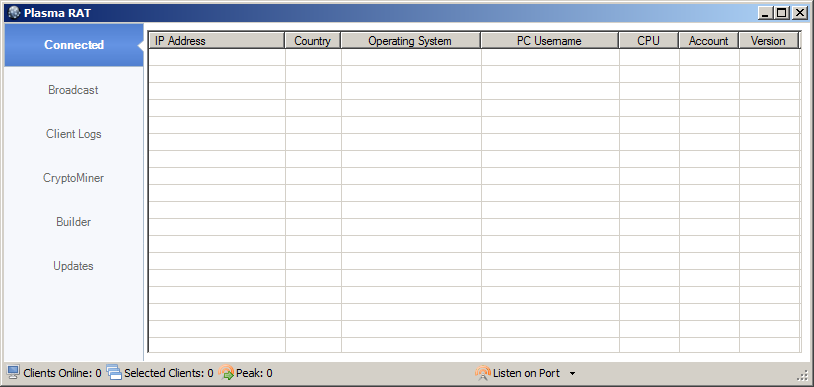 Plasma RAT
Connected
Broadcast
Client Logs
CryptoMiner
Builder
Updates
IP Address Country Operating System PC Username CPU Account Version
Clients Online: 0 Selected Clients: 0 Peak: 0 Listen on Port